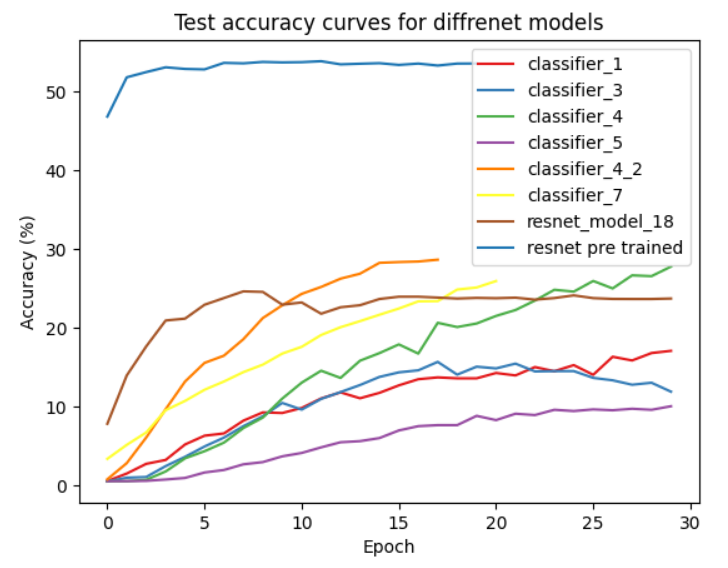 Test accuracy curves for diffrenet models
classifier_1
classifier_3
classifier_4
classifier_5
classifier_4_2
classifier_7
resnet_model_18
resnet pre trained
Accuracy (%)
50
40
30
20
10
0
0 5 10 15 20 25 30
Epoch